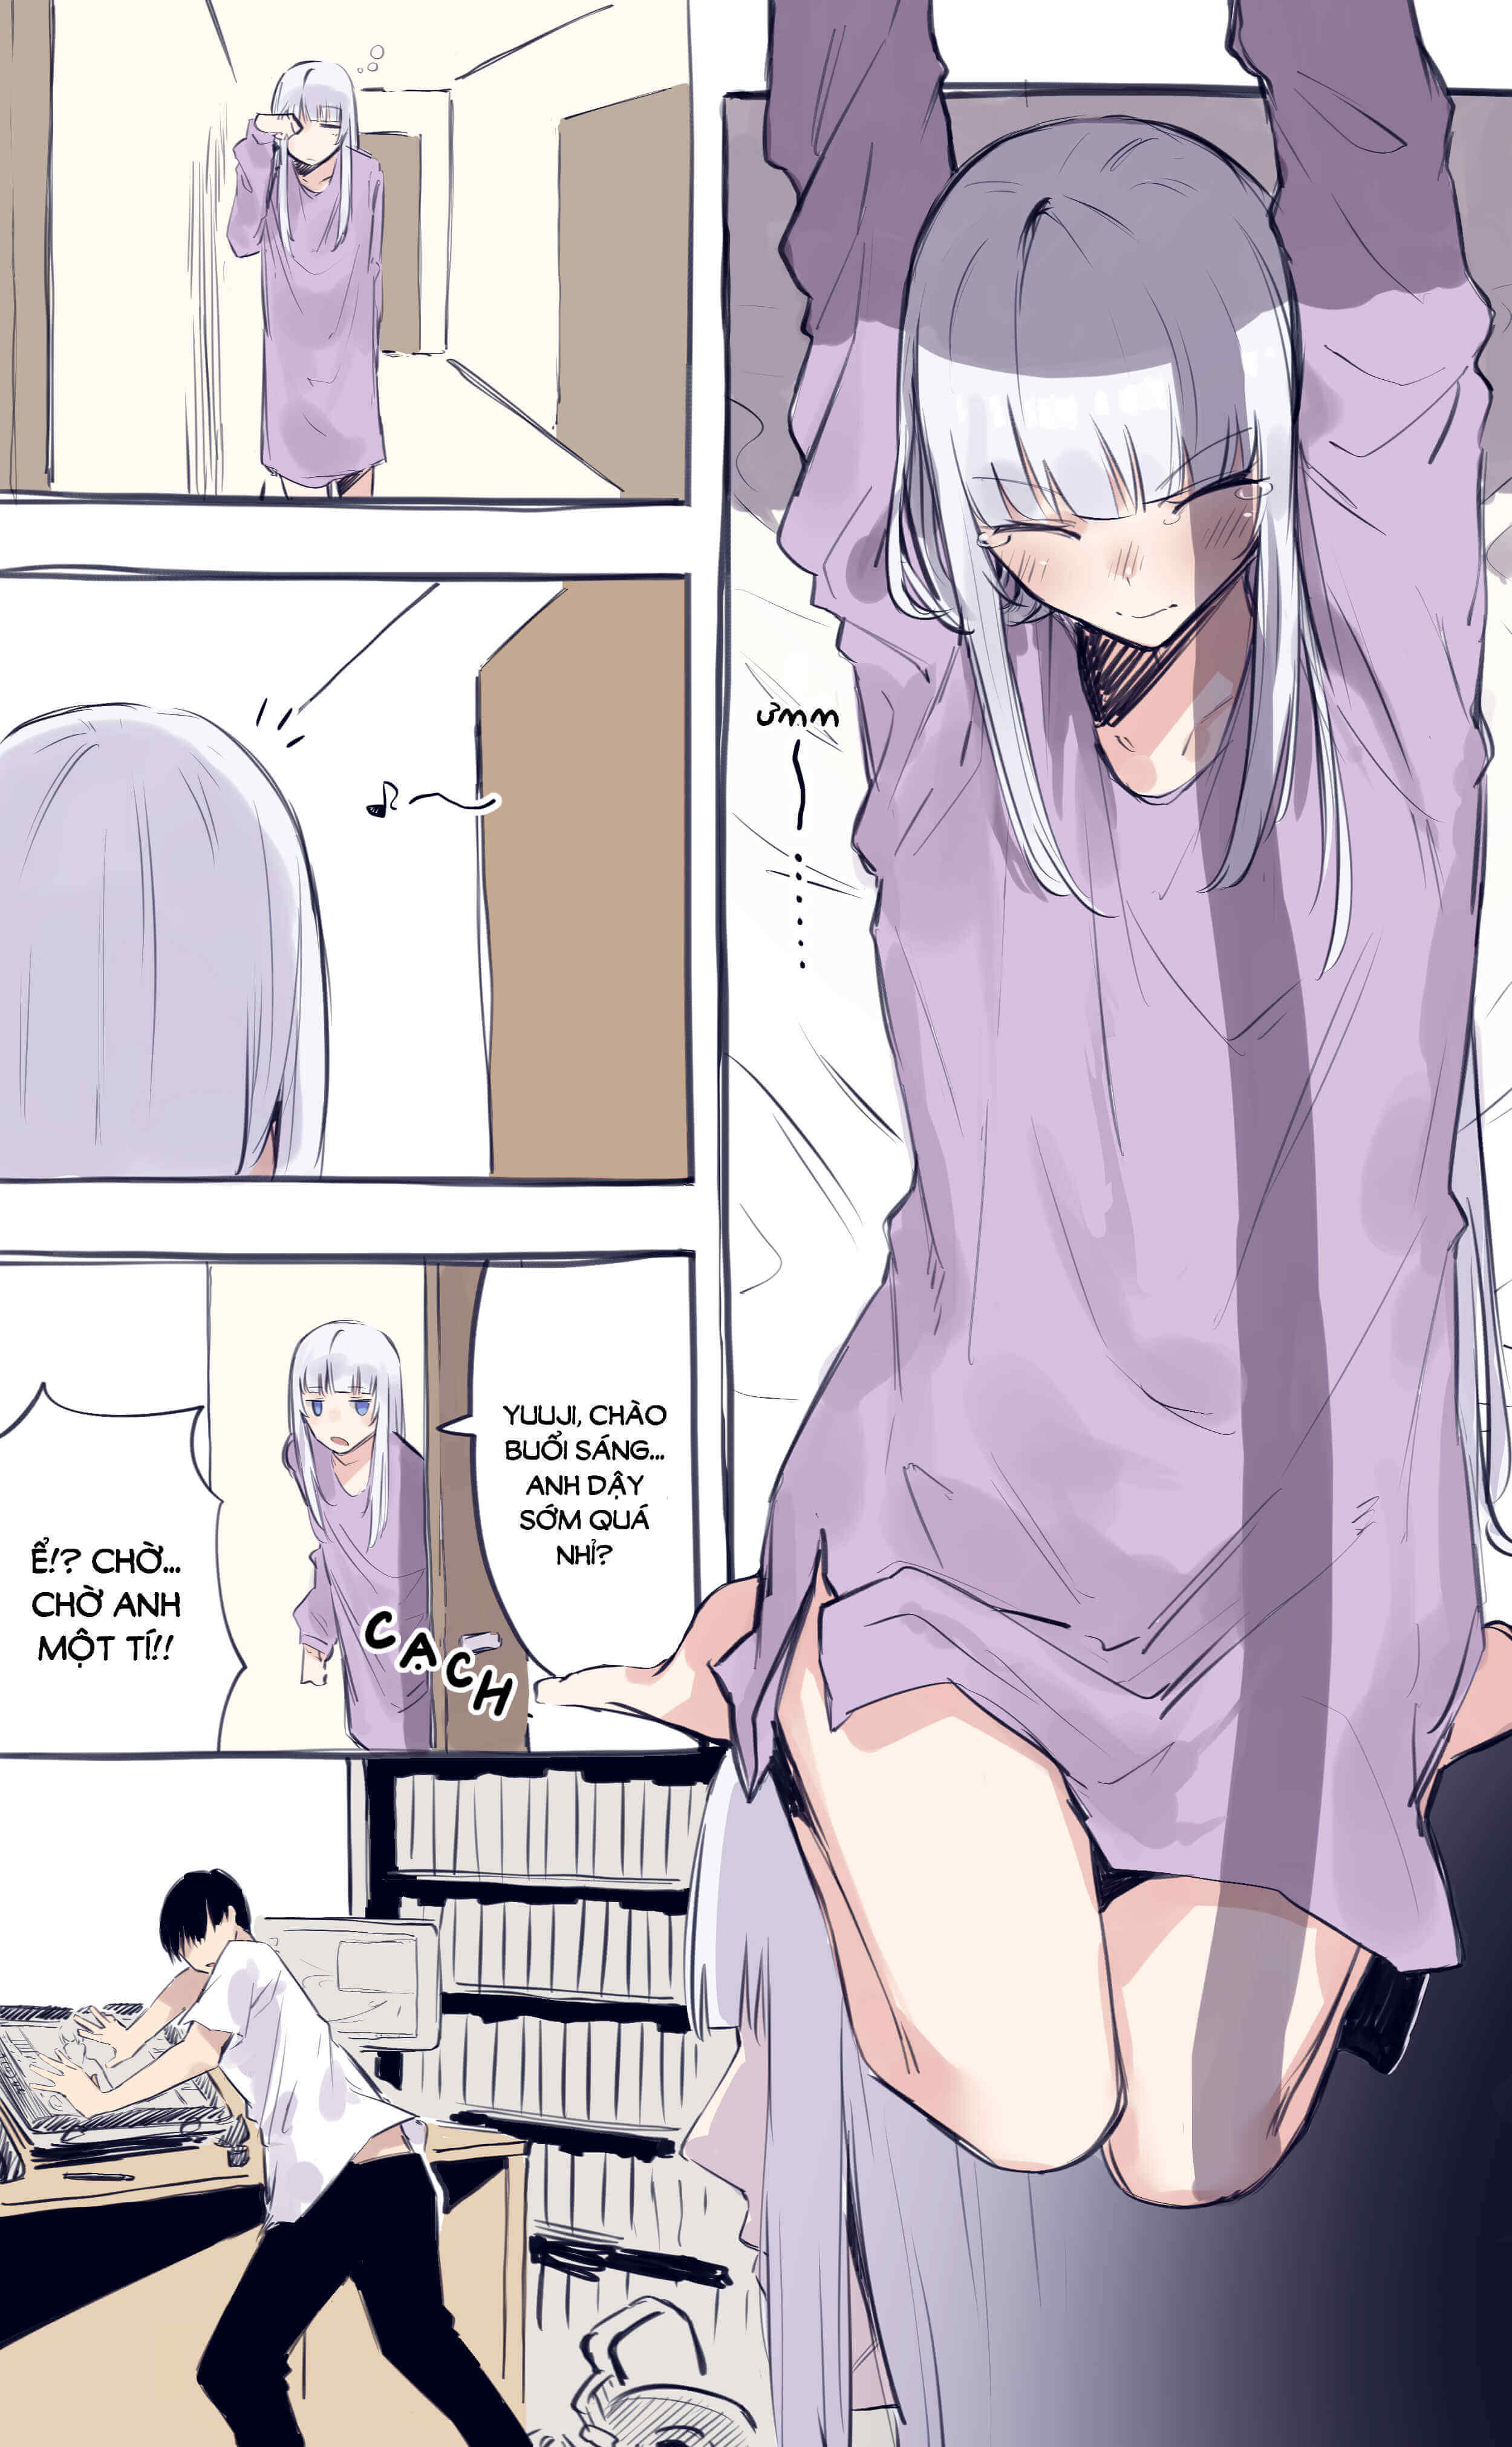 ưmm
YUUJI, CHÀO
BUỔI SÁNG...
ANH DẬY
SỚM QUÁ
NHỈ?
CẠCH
Ể!? CHỜ...
CHỜ ANH
MỘT TÍ!!